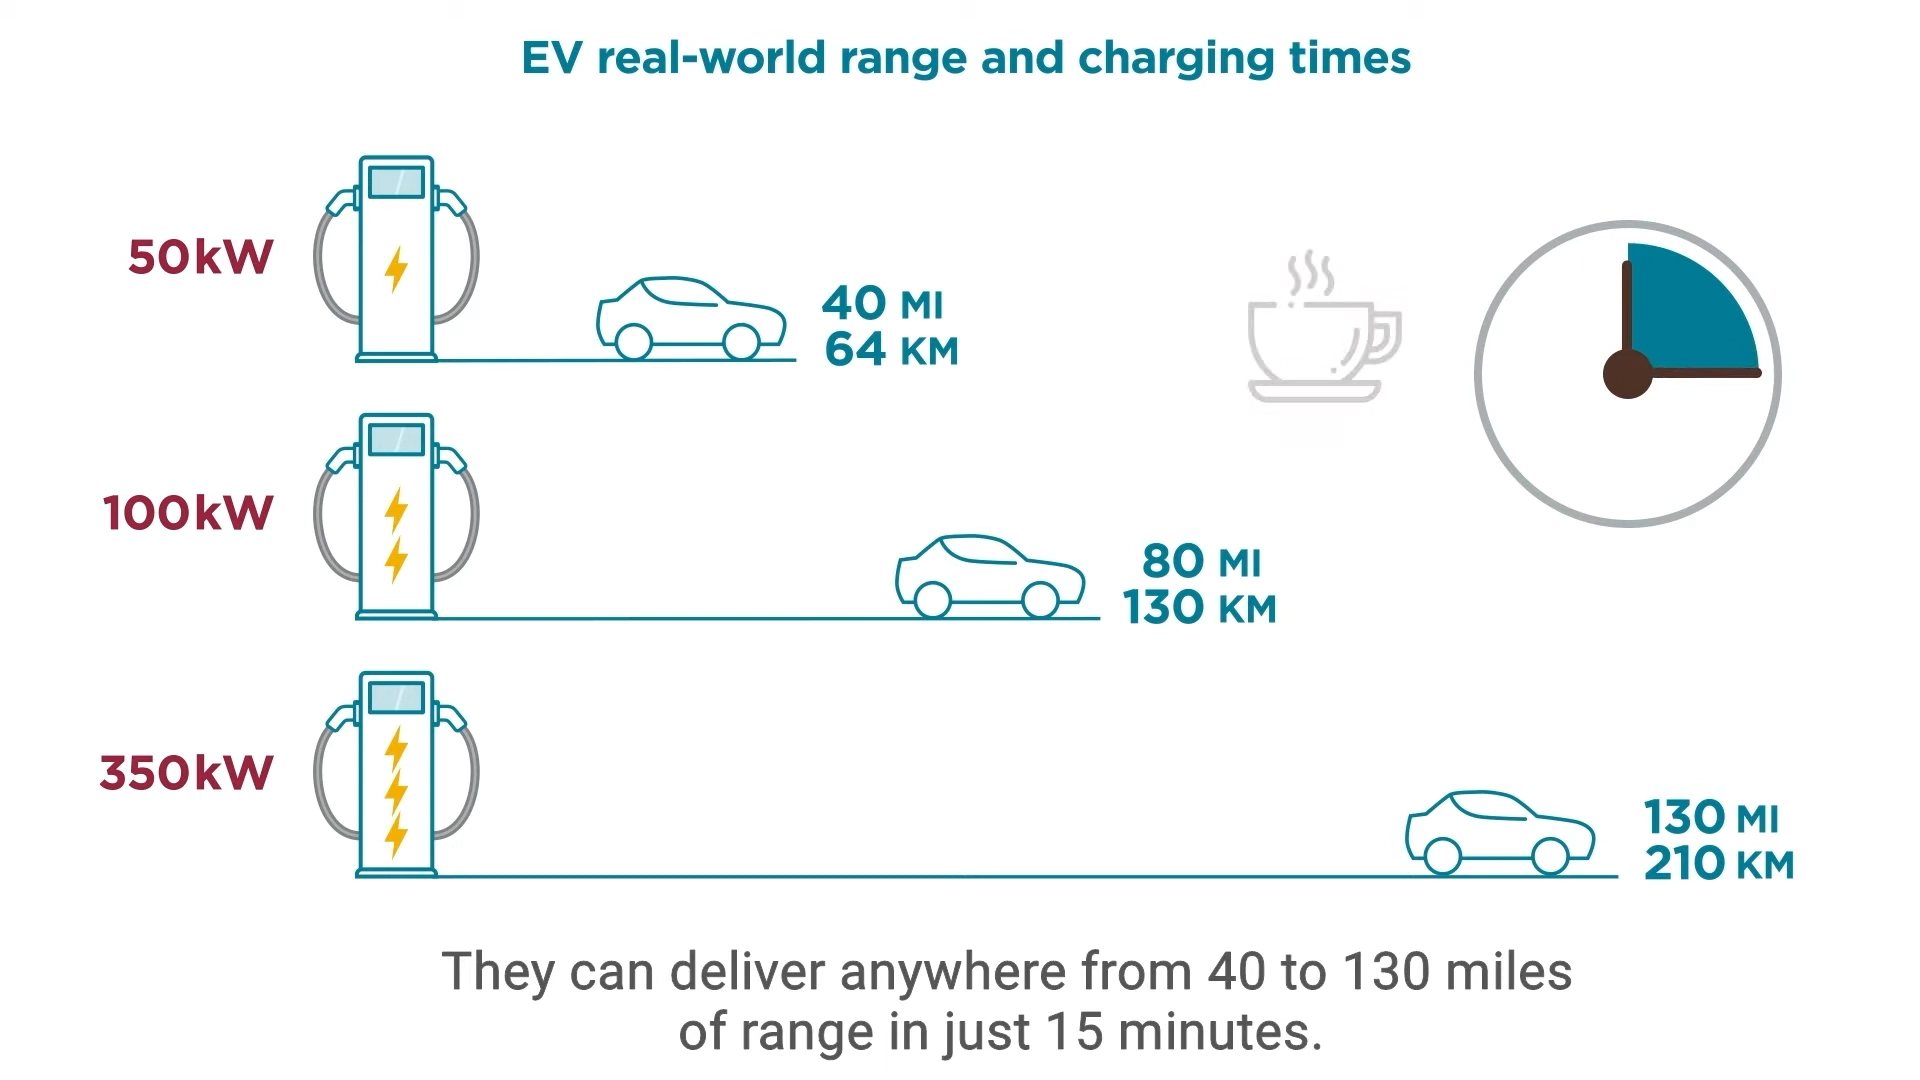 EV real-world range and charging times
50kW
40 MI
64 KM
100kW
80 MI
130 KM
350kW
130 MI
210 KM
They can deliver anywhere from 40 to 130 miles
of range in just 15 minutes.